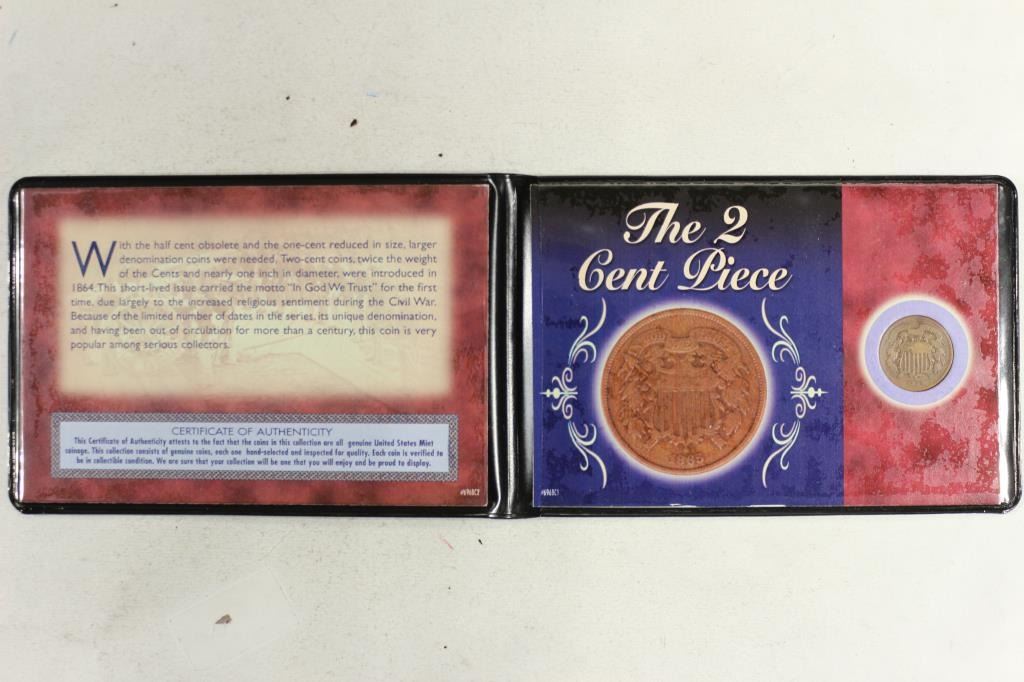 With the half cent obsolete and the one-cent reduced in size, larger
denomination coins were needed. Two-cent coins, twice the weight
of the Cents and nearly one inch in diameter, were introduced in
1864. This short-lived issue carried the motto "In God We Trust" for the first
time, due largely to the increased religious sentiment during the Civil War.
Because of the limited number of dates in the series, its unique denomination,
and having been out of circulation for more than a century, this coin is very
popular among serious collectors.
CERTIFICATE OF AUTHENTICITY
This Certificate of Authenticity attests to the fact that the coins in this collection are all genuine United States Mint
coinage. This collection consists of genuine coins, each one hand-selected and inspected for quality. Each coin is verified to
be in collectible condition. We are sure that your collection will be one that you will enjoy and be proud to display.
The 2
Cent Piece
1865